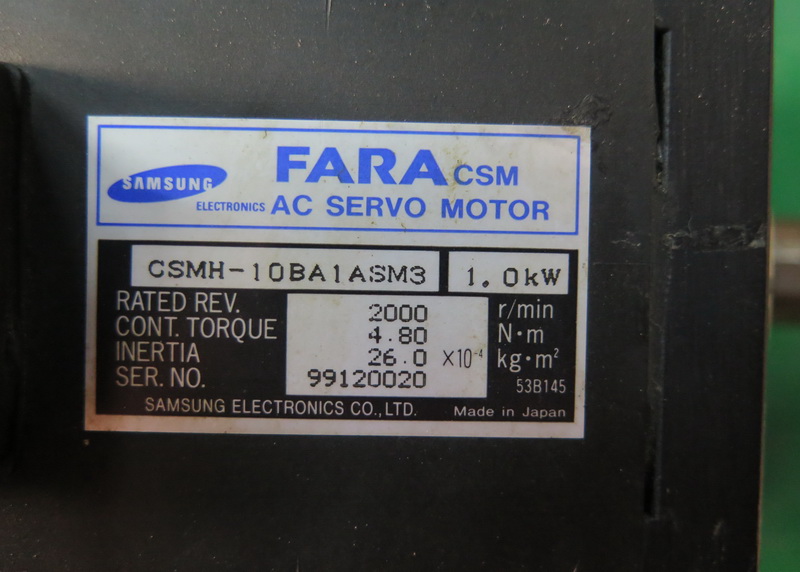 SAMSUNG ELECTRONICS
FARA CSM
AC SERVO MOTOR
CSMH-10BA1ASM3 1.0kW
RATED REV. 2000 r/min
CONT. TORQUE 4.80 N·m
INERTIA 26.0 ×10⁻⁴ kg·m²
SER. NO. 99120020 53B145
SAMSUNG ELECTRONICS CO., LTD. Made in Japan